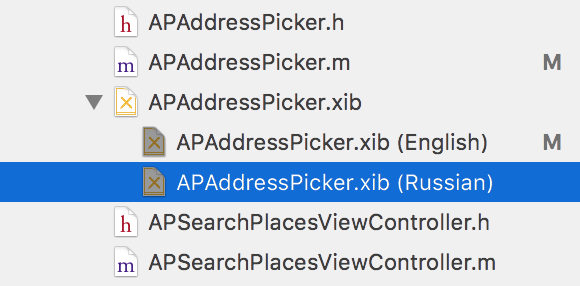 h APAddressPicker.h
m APAddressPicker.m M
APAddressPicker.xib
APAddressPicker.xib (English) M
APAddressPicker.xib (Russian)
h APSearchPlacesViewController.h
m APSearchPlacesViewController.m